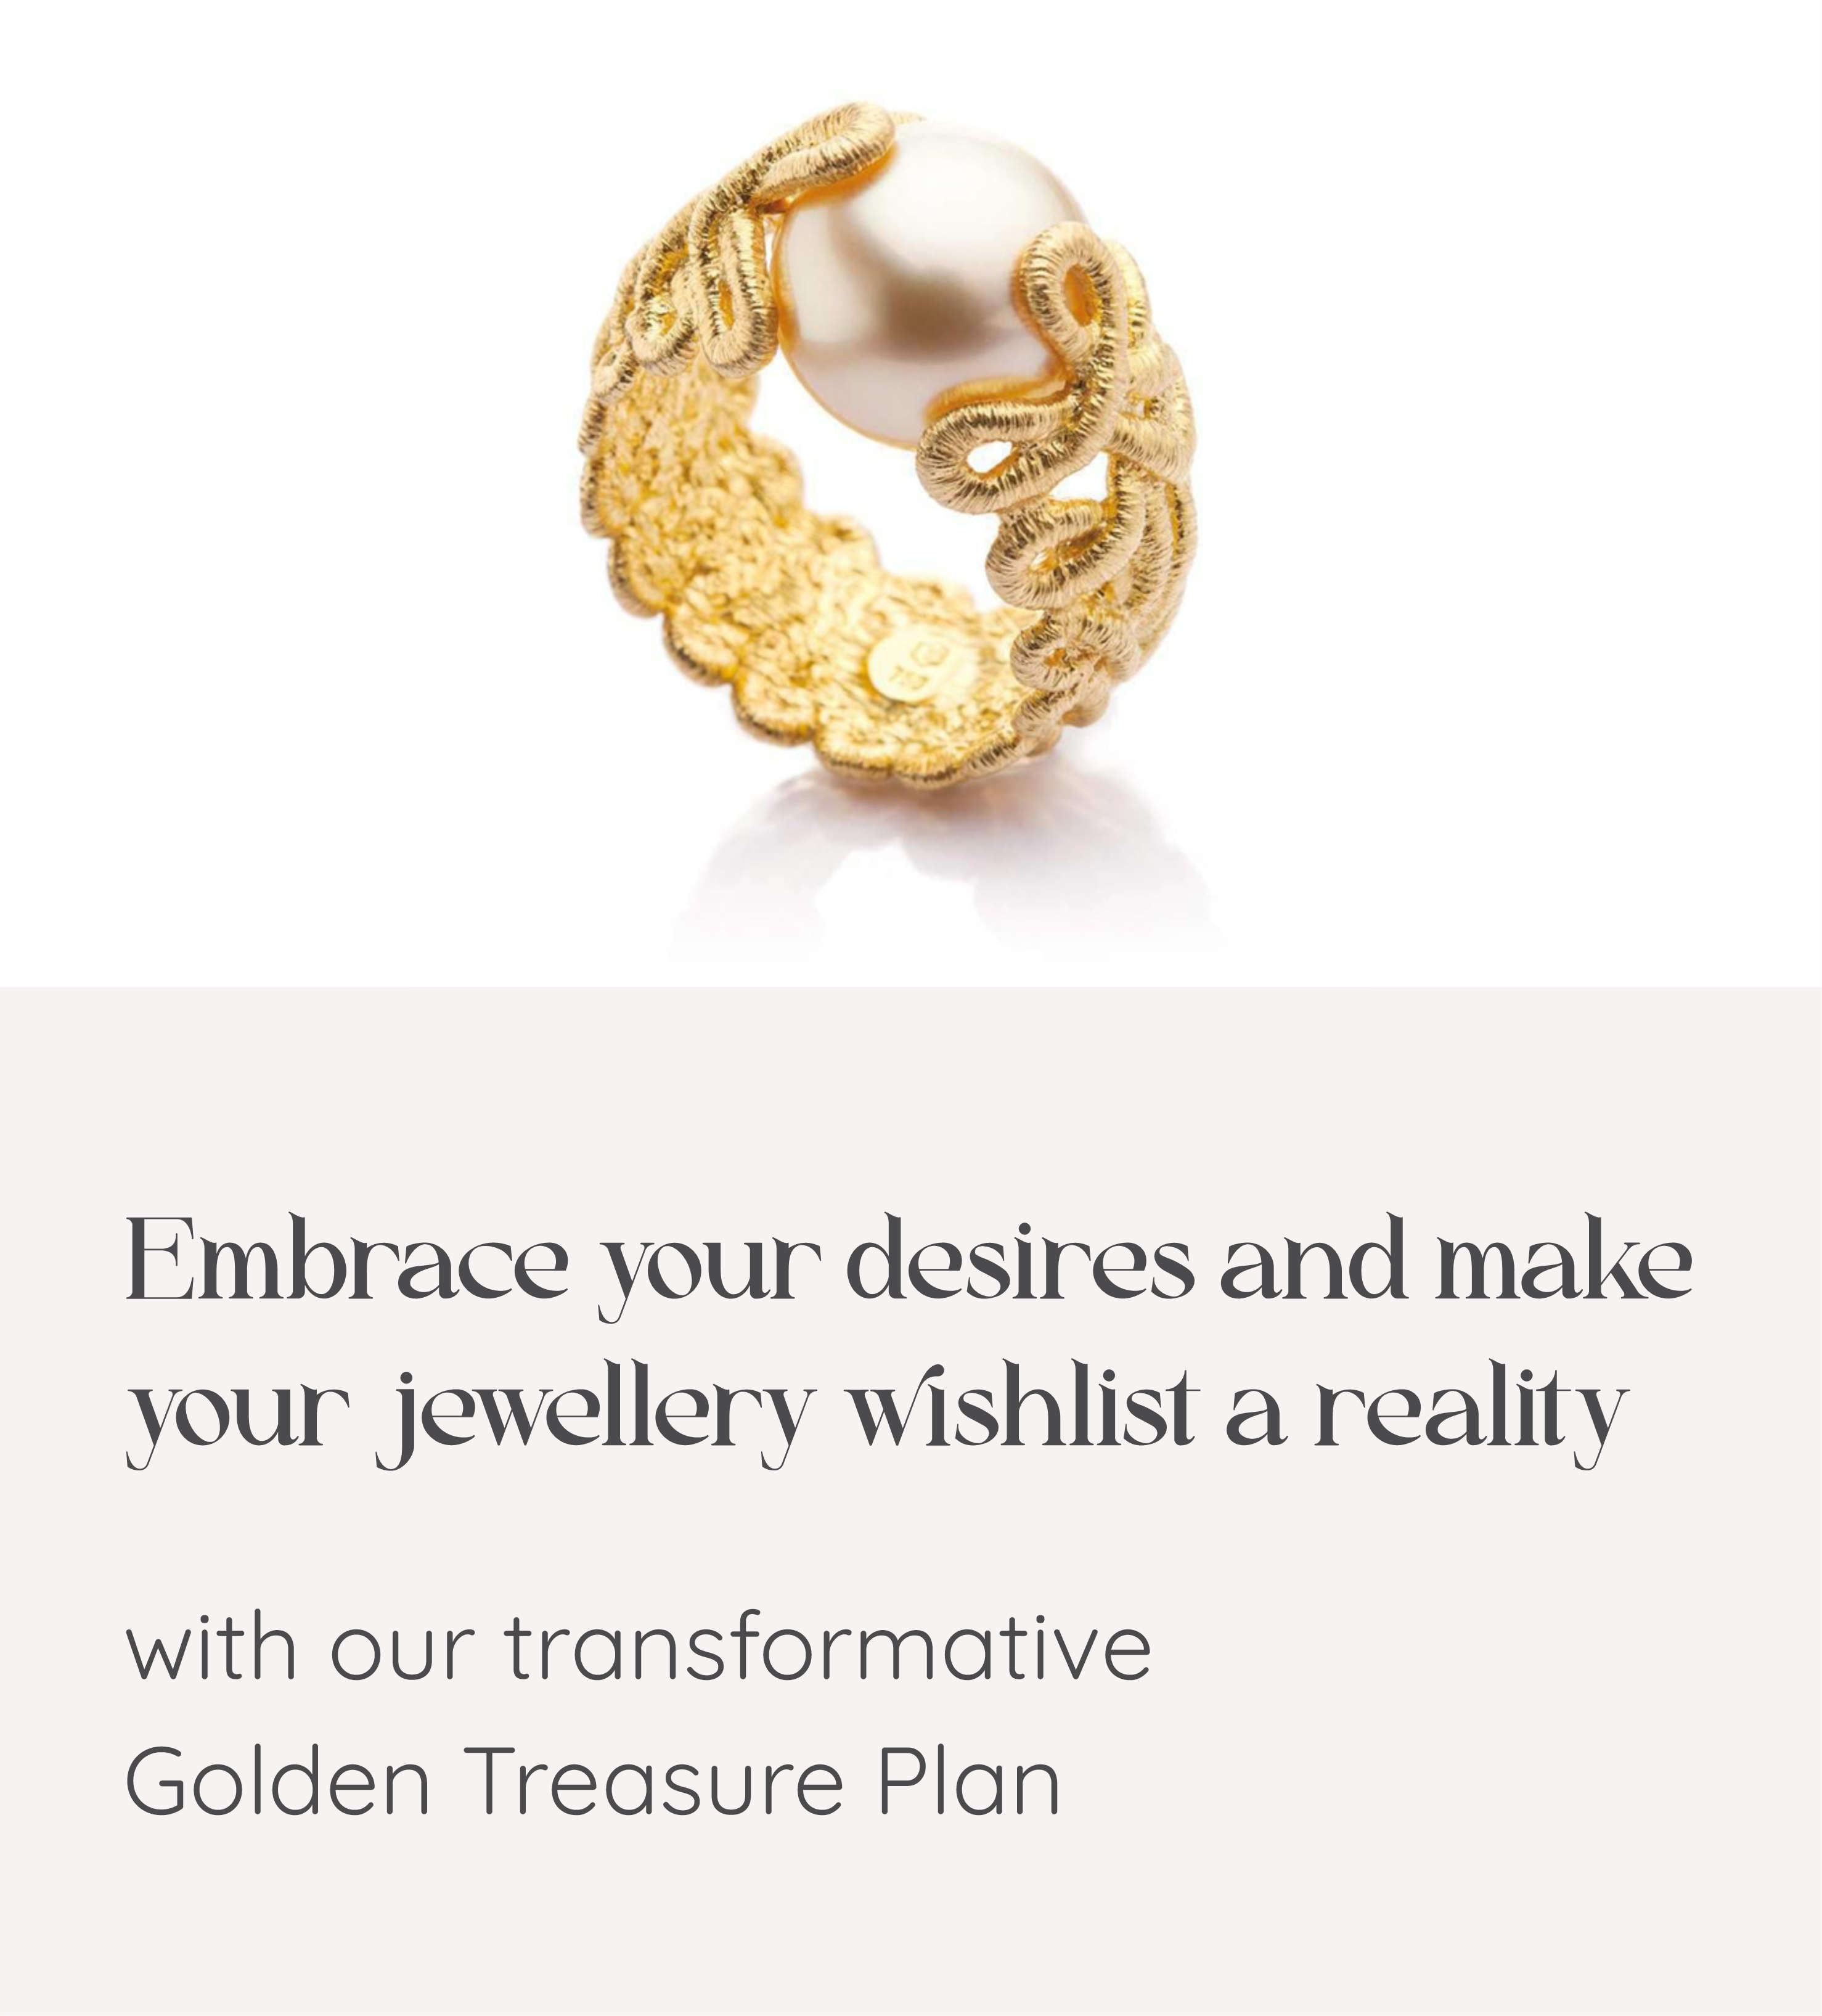 Embrace your desires and make
your jewellery wishlist a reality
with our transformative
Golden Treasure Plan